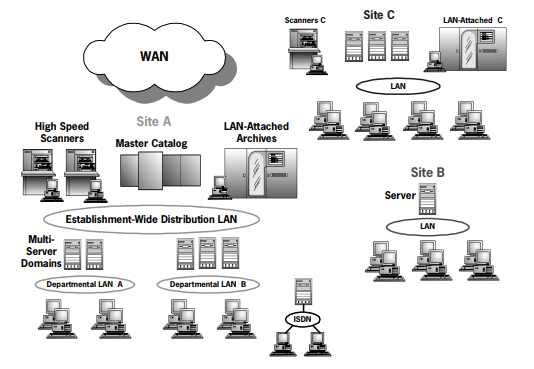 WAN
Scanners C
Site C
LAN-Attached C
LAN
Site A
High Speed
Scanners
Master Catalog
LAN-Attached
Archives
Establishment-Wide Distribution LAN
Multi-
Server
Domains
Departmental LAN A
Departmental LAN B
Site B
Server
LAN
ISDN